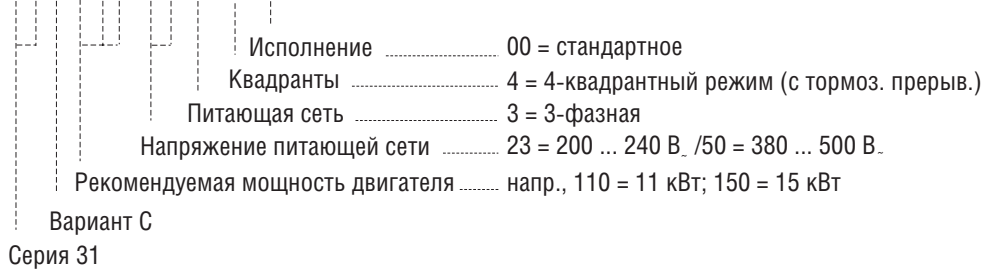 Исполнение 00 = стандартное
Квадранты 4 = 4-квадрантный режим (с тормоз. прерыв.)
Питающая сеть 3 = 3-фазная
Напряжение питающей сети 23 = 200 ... 240 В~ /50 = 380 ... 500 В~
Рекомендуемая мощность двигателя напр., 110 = 11 кВт; 150 = 15 кВт
Вариант C
Серия 31